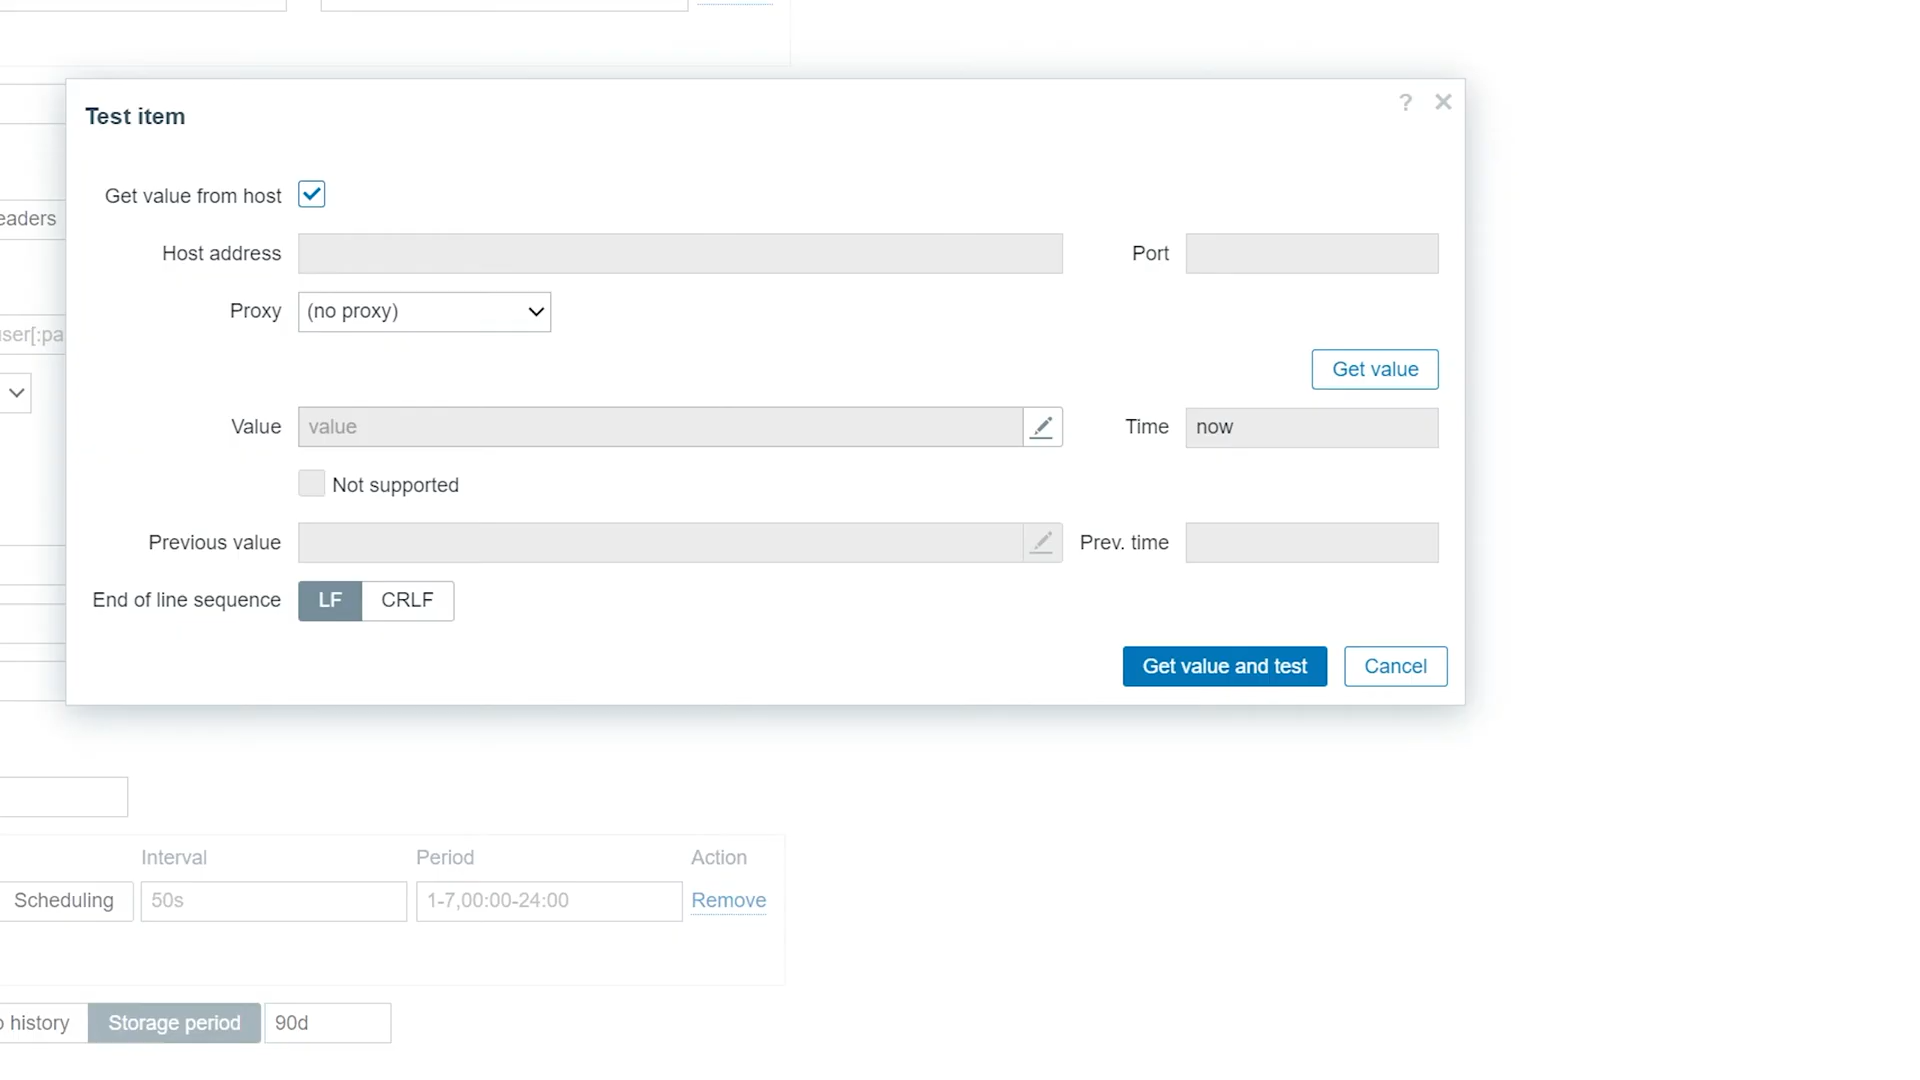 Test item
?
Get value from host
eaders
Host address
Port
Proxy (no proxy)
user[:pa
Get value
Value value
Time now
Not supported
Previous value
Prev. time
End of line sequence LF CRLF
Get value and test Cancel
Interval Period Action
Scheduling 50s 1-7,00:00-24:00 Remove
o history Storage period 90d